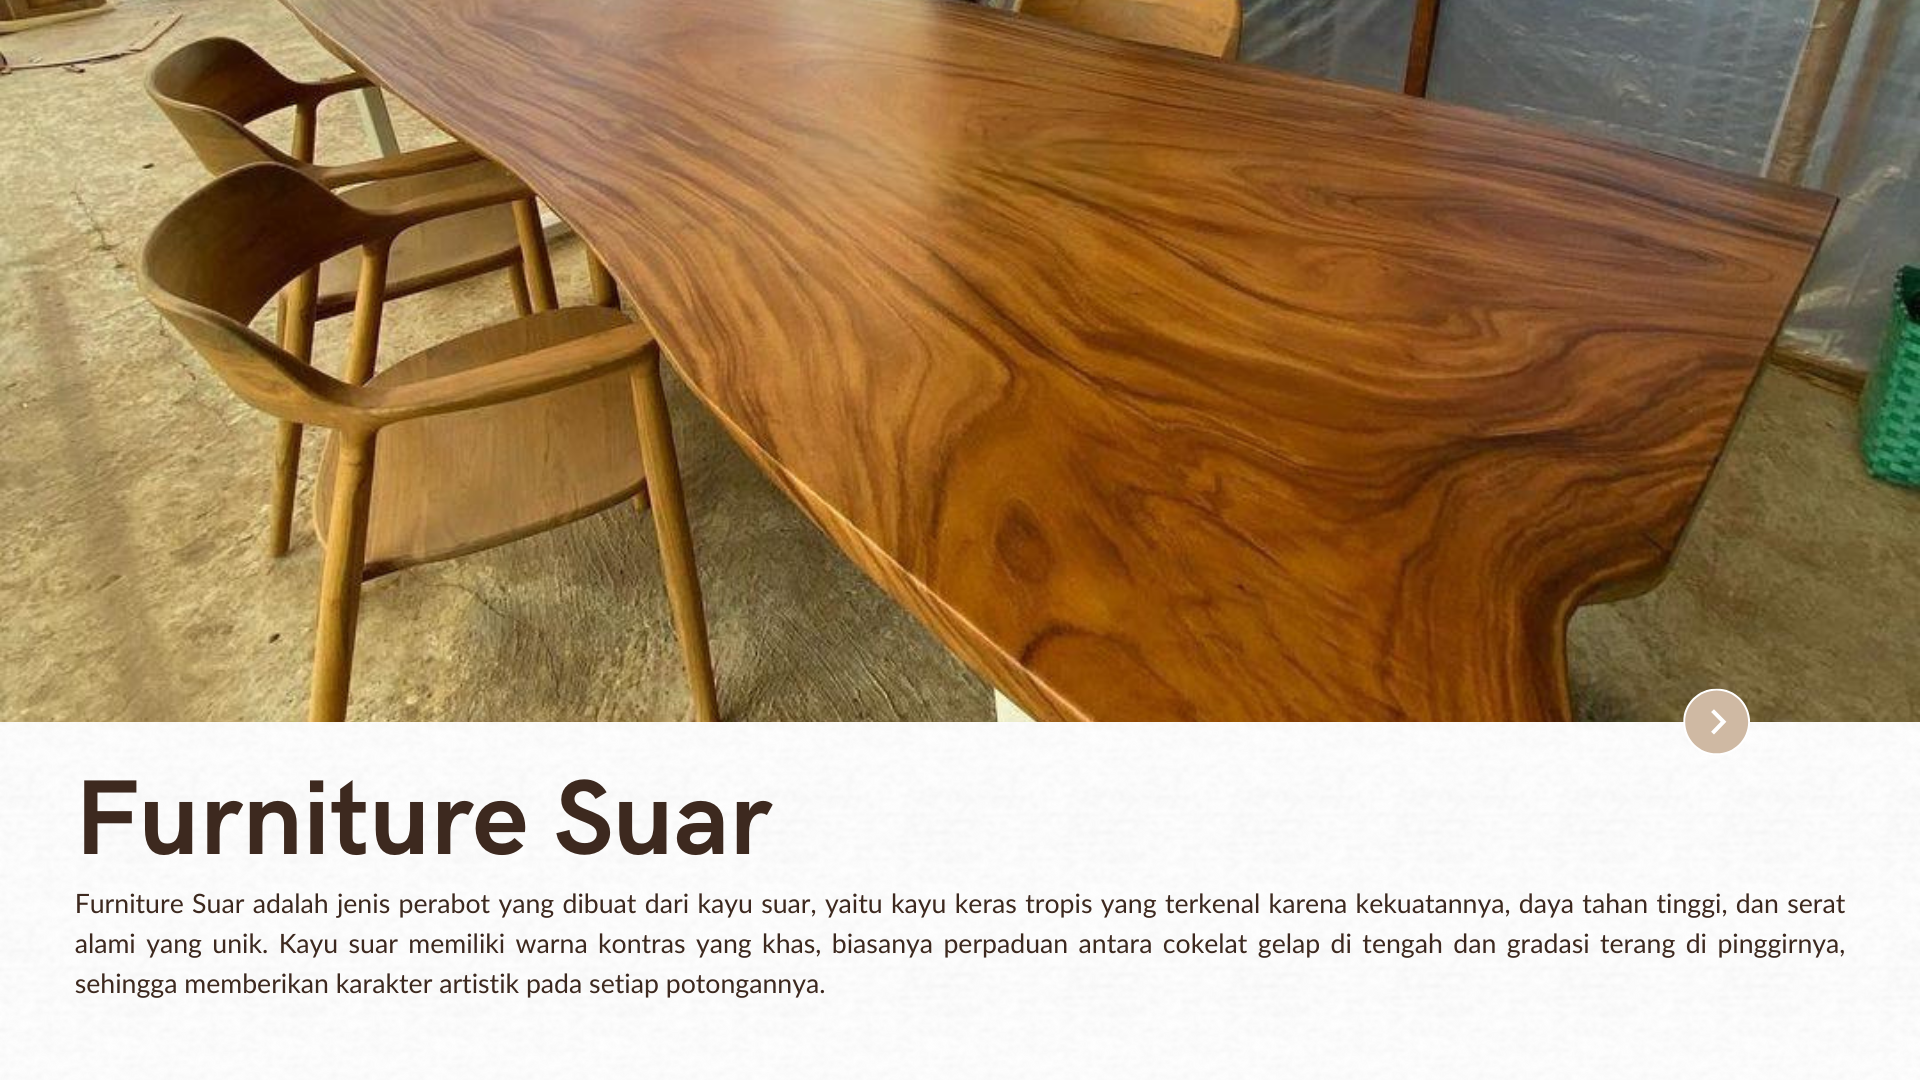 Furniture Suar
Furniture Suar adalah jenis perabot yang dibuat dari kayu suar, yaitu kayu keras tropis yang terkenal karena kekuatannya, daya tahan tinggi, dan serat
alami yang unik. Kayu suar memiliki warna kontras yang khas, biasanya perpaduan antara cokelat gelap di tengah dan gradasi terang di pinggirnya,
sehingga memberikan karakter artistik pada setiap potongannya.